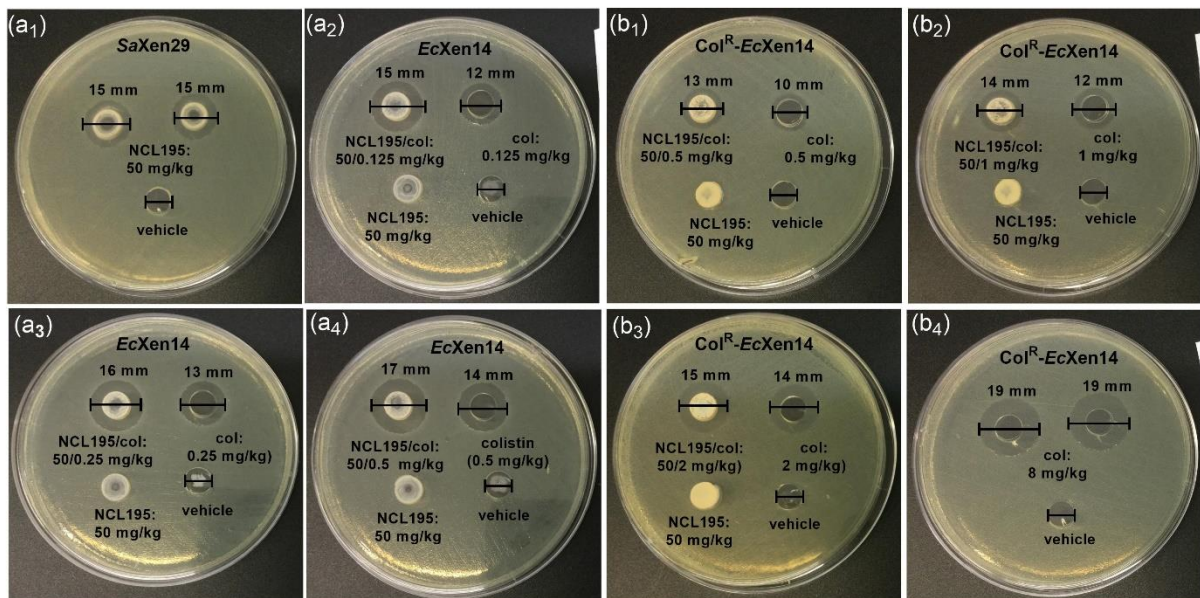 (a1)
SaXen29
15 mm 15 mm
NCL195:
50 mg/kg
vehicle
(a2)
EcXen14
15 mm 12 mm
NCL195/col: col:
50/0.125 mg/kg 0.125 mg/kg
NCL195:
50 mg/kg
vehicle
(b1)
ColR-EcXen14
13 mm 10 mm
NCL195/col: col:
50/0.5 mg/kg 0.5 mg/kg
NCL195:
50 mg/kg
vehicle
(b2)
ColR-EcXen14
14 mm 12 mm
NCL195/col: col:
50/1 mg/kg 1 mg/kg
NCL195:
50 mg/kg
vehicle
(a3)
EcXen14
16 mm 13 mm
NCL195/col: col:
50/0.25 mg/kg 0.25 mg/kg)
NCL195:
50 mg/kg
vehicle
(a4)
EcXen14
17 mm 14 mm
NCL195/col: colistin
50/0.5 mg/kg) (0.5 mg/kg)
NCL195:
50 mg/kg
vehicle
(b3)
ColR-EcXen14
15 mm 14 mm
NCL195/col: col:
50/2 mg/kg) 2 mg/kg)
NCL195:
50 mg/kg
vehicle
(b4)
ColR-EcXen14
19 mm 19 mm
col:
8 mg/kg
vehicle